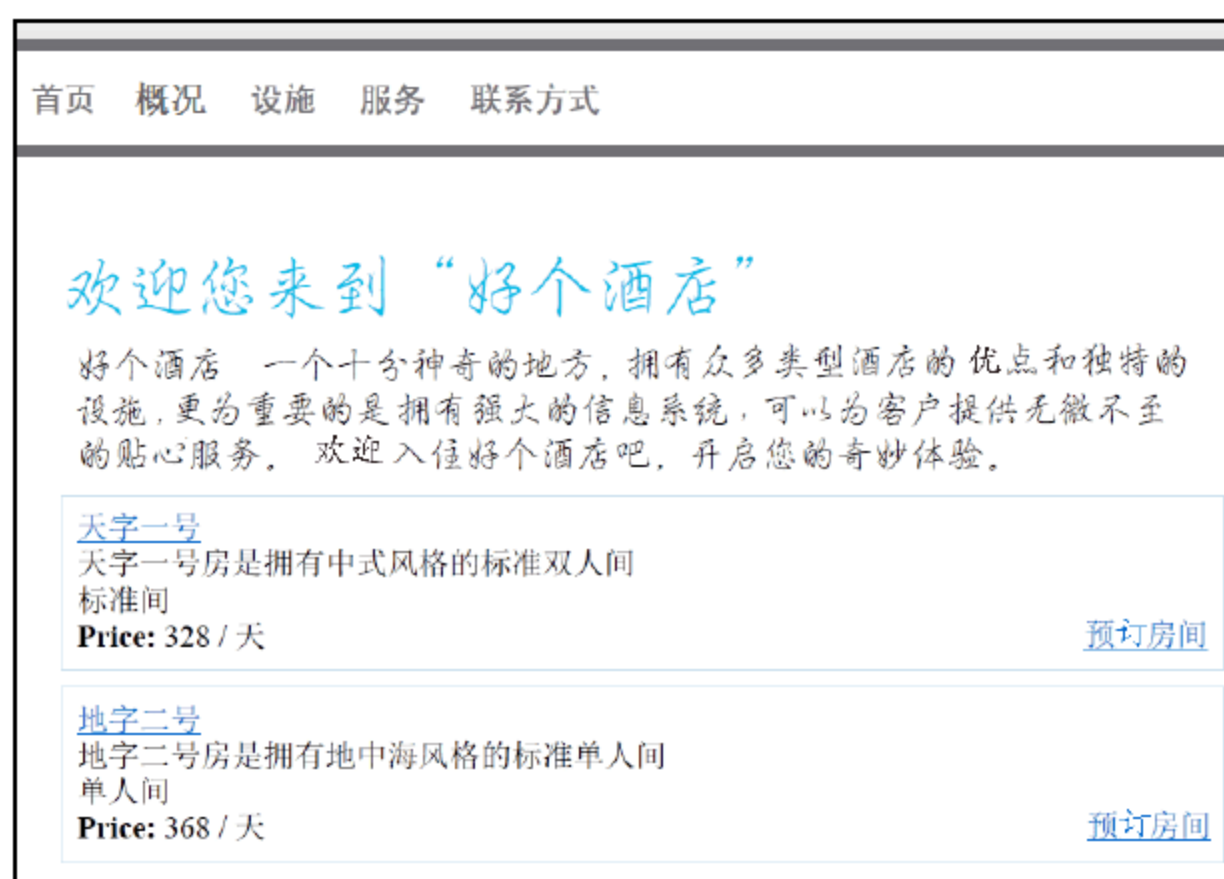 首页 概况 设施 服务 联系方式
欢迎您来到“好个酒店”
好个酒店 一个十分神奇的地方,拥有众多类型酒店的优点和独特的
设施,更为重要的是拥有强大的信息系统,可以为客户提供无微不至
的贴心服务。 欢迎入住好个酒店吧,开启您的奇妙体验。
天字一号
天字一号房是拥有中式风格的标准双人间
标准间
Price: 328 / 天
预订房间
地字二号
地字二号房是拥有地中海风格的标准单人间
单人间
Price: 368 / 天
预订房间